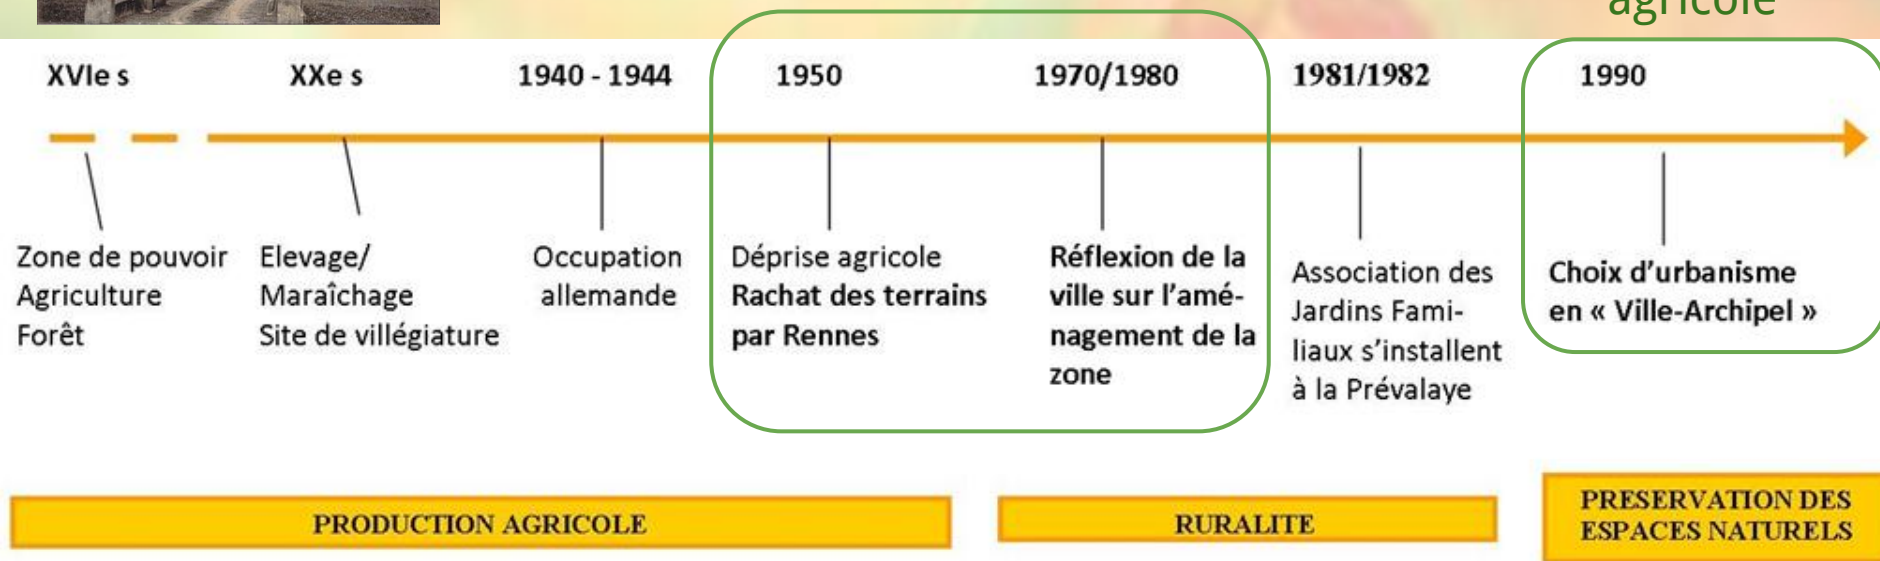 agricole
XVIe s
XXe s
1940 - 1944
1950
1970/1980
1981/1982
1990
Zone de pouvoir
Agriculture
Forêt
Elevage/
Maraîchage
Site de villégiature
Occupation
allemande
Déprise agricole
Rachat des terrains
par Rennes
Réflexion de la
ville sur l'amé-
nagement de la
zone
Association des
Jardins Fami-
liaux s'installent
à la Prévalaye
Choix d'urbanisme
en « Ville-Archipel »
PRODUCTION AGRICOLE
RURALITE
PRESERVATION DES
ESPACES NATURELS